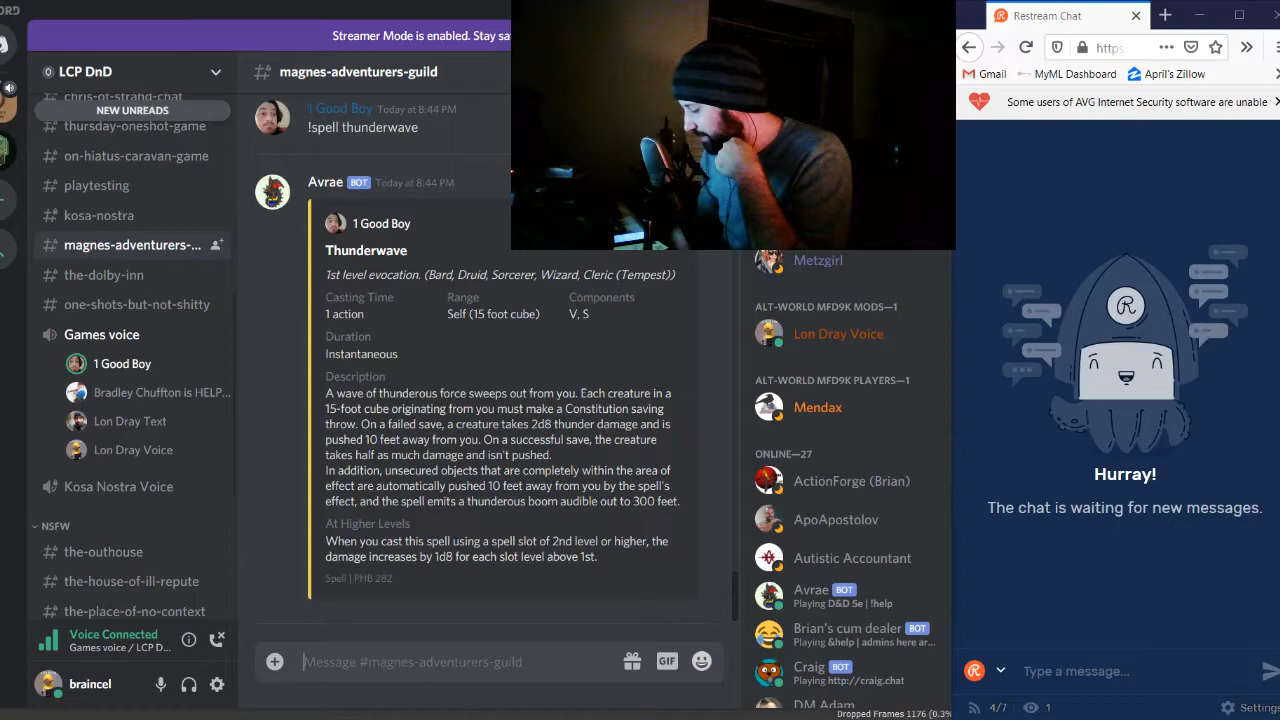 Streamer Mode is enabled. Stay sa
LCP DnD
chris-of-strang-chat
NEW UNREADS
thursday-oneshot-game
on-hiatus-caravan-game
playtesting
kosa-nostra
magnes-adventurers-...
the-dolby-inn
one-shots-but-not-shitty
Games voice
1 Good Boy
Bradley Chuffton is HELP...
Lon Dray Text
Lon Dray Voice
Kosa Nostra Voice
NSFW
the-outhouse
the-house-of-ill-repute
the-place-of-no-context
Voice Connected
Games voice / LCP D...
paincel
magnes-adventurers-guild
1 Good Boy Today at 8:44 PM
!spell thunderwave
Avrae BOT Today at 8:44 PM
1 Good Boy
Thunderwave
1st level evocation. (Bard, Druid, Sorcerer, Wizard, Cleric (Tempest))
Casting Time Range Components
1 action Self (15 foot cube) V, S
Duration
Instantaneous
Description
A wave of thunderous force sweeps out from you. Each creature in a
15-foot cube originating from you must make a Constitution saving
throw. On a failed save, a creature takes 2d8 thunder damage and is
pushed 10 feet away from you. On a successful save, the creature
takes half as much damage and isn't pushed.
In addition, unsecured objects that are completely within the area of
effect are automatically pushed 10 feet away from you by the spell's
effect, and the spell emits a thunderous boom audible out to 300 feet.
At Higher Levels
When you cast this spell using a spell slot of 2nd level or higher, the
damage increases by 1d8 for each slot level above 1st.
Spell | PHB 282
Message #magnes-adventurers-guild
GIF
Metzgirl
ALT-WORLD MFD9K MODS—1
Lon Dray Voice
ALT-WORLD MFD9K PLAYERS—1
Mendax
ONLINE—27
ActionForge (Brian)
ApoApostolov
Autistic Accountant
Avrae BOT
Playing D&D 5e | !help
Brian's cum dealer BOT
Playing &help | admins here ar...
Craig BOT
Playing http://craig.chat
DM Adam
Dropped Frames 1176 (0.3%
Restream Chat
https
Gmail
MyML Dashboard
April's Zillow
Some users of AVG Internet Security software are unable
Hurray!
The chat is waiting for new messages.
Type a message...
4/7 1
Settings